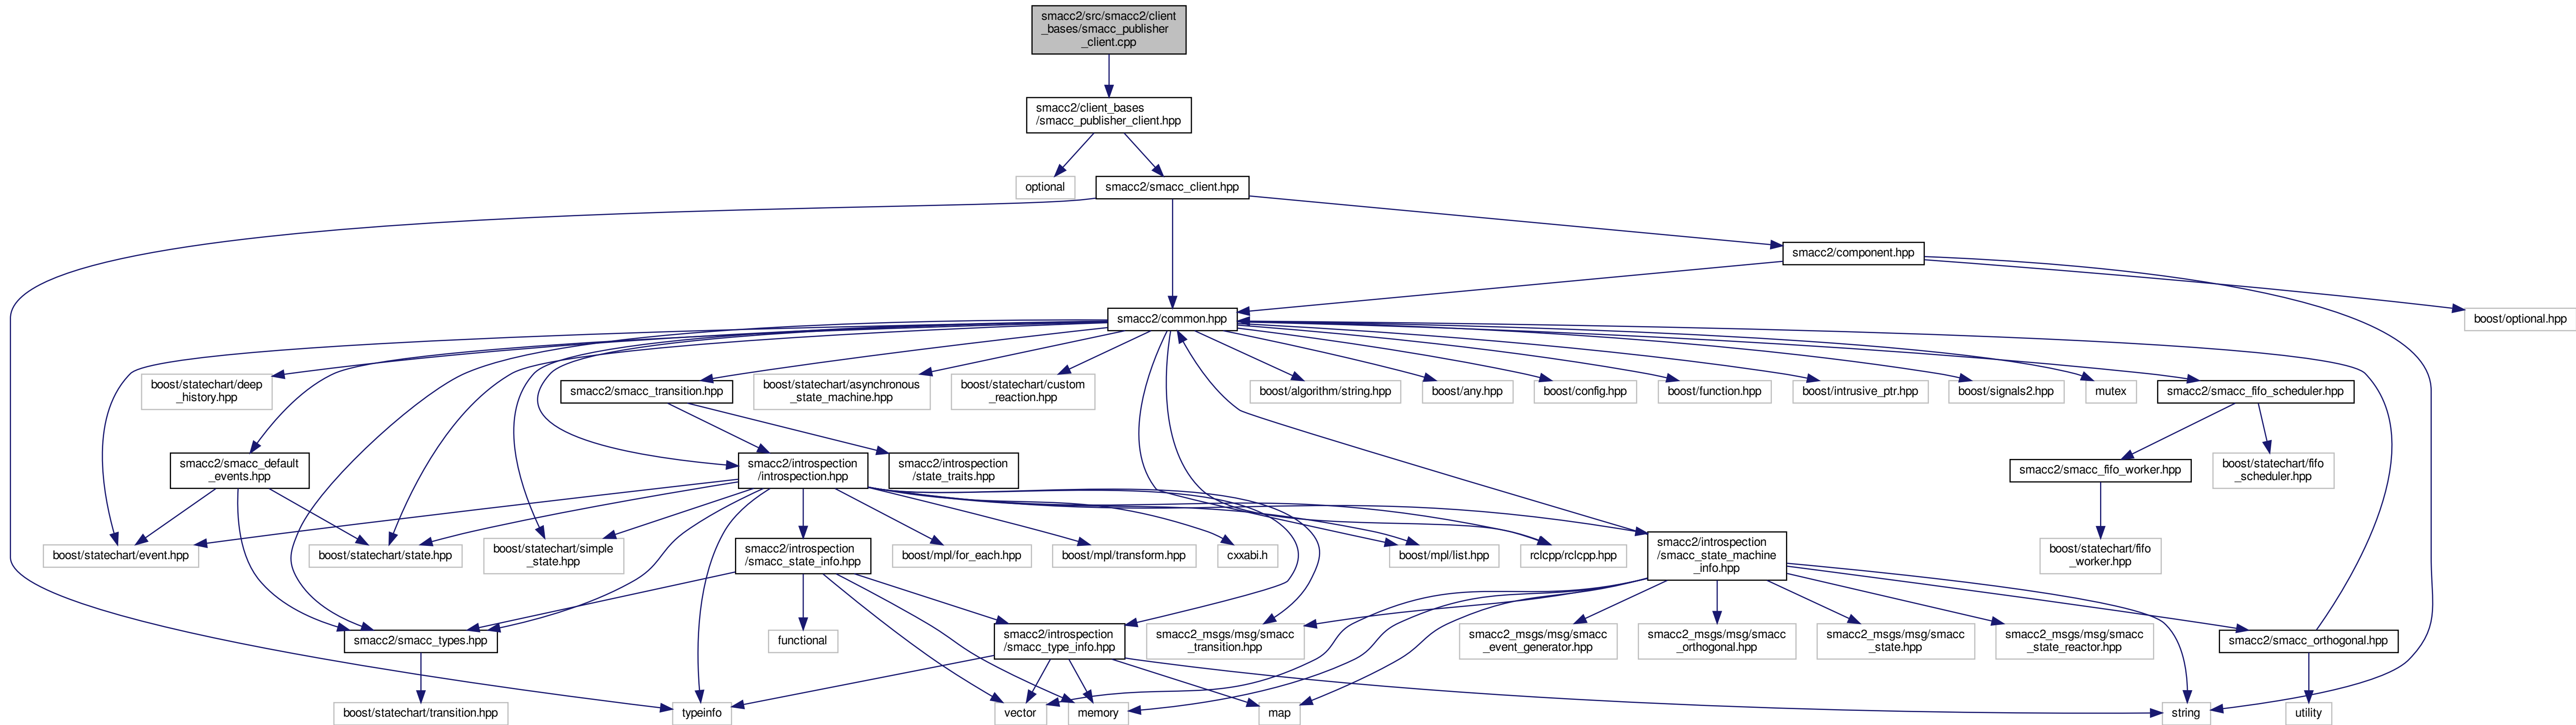 smacc2/src/smacc2/client
_bases/smacc_publisher
_client.cpp
smacc2/client_bases
/smacc_publisher_client.hpp
optional
smacc2/smacc_client.hpp
smacc2/component.hpp
smacc2/common.hpp
boost/optional.hpp
boost/statechart/deep
_history.hpp
smacc2/smacc_transition.hpp
boost/statechart/asynchronous
_state_machine.hpp
boost/statechart/custom
_reaction.hpp
boost/algorithm/string.hpp
boost/any.hpp
boost/config.hpp
boost/function.hpp
boost/intrusive_ptr.hpp
boost/signals2.hpp
mutex
smacc2/smacc_fifo_scheduler.hpp
smacc2/smacc_default
_events.hpp
smacc2/introspection
/introspection.hpp
smacc2/introspection
/state_traits.hpp
smacc2/smacc_fifo_worker.hpp
boost/statechart/fifo
_scheduler.hpp
boost/statechart/event.hpp
boost/statechart/state.hpp
boost/statechart/simple
_state.hpp
smacc2/introspection
/smacc_state_info.hpp
boost/mpl/for_each.hpp
boost/mpl/transform.hpp
cxxabi.h
boost/mpl/list.hpp
rclcpp/rclcpp.hpp
smacc2/introspection
/smacc_state_machine
_info.hpp
boost/statechart/fifo
_worker.hpp
smacc2/smacc_types.hpp
functional
smacc2/introspection
/smacc_type_info.hpp
smacc2_msgs/msg/smacc
_transition.hpp
smacc2_msgs/msg/smacc
_event_generator.hpp
smacc2_msgs/msg/smacc
_orthogonal.hpp
smacc2_msgs/msg/smacc
_state.hpp
smacc2_msgs/msg/smacc
_state_reactor.hpp
smacc2/smacc_orthogonal.hpp
boost/statechart/transition.hpp
typeinfo
vector
memory
map
string
utility